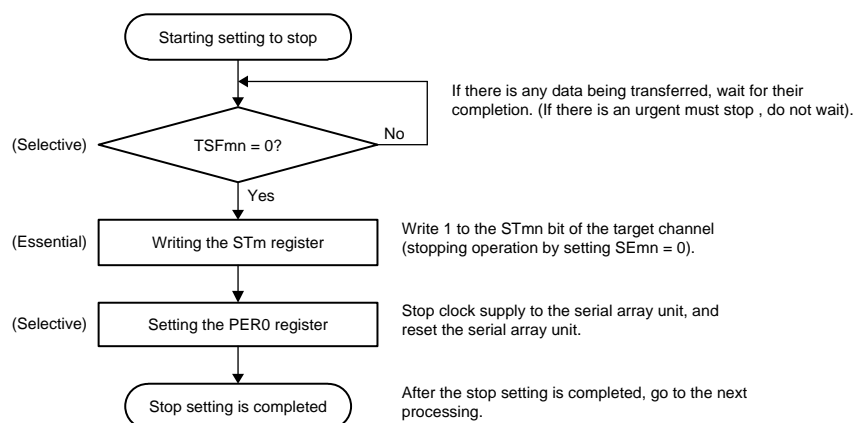 Starting setting to stop
If there is any data being transferred, wait for their
completion. (If there is an urgent must stop , do not wait).
(Selective)
TSFmn = 0?
No
Yes
(Essential)
Writing the STm register
Write 1 to the STmn bit of the target channel
(stopping operation by setting SEmn = 0).
(Selective)
Setting the PER0 register
Stop clock supply to the serial array unit, and
reset the serial array unit.
Stop setting is completed
After the stop setting is completed, go to the next
processing.